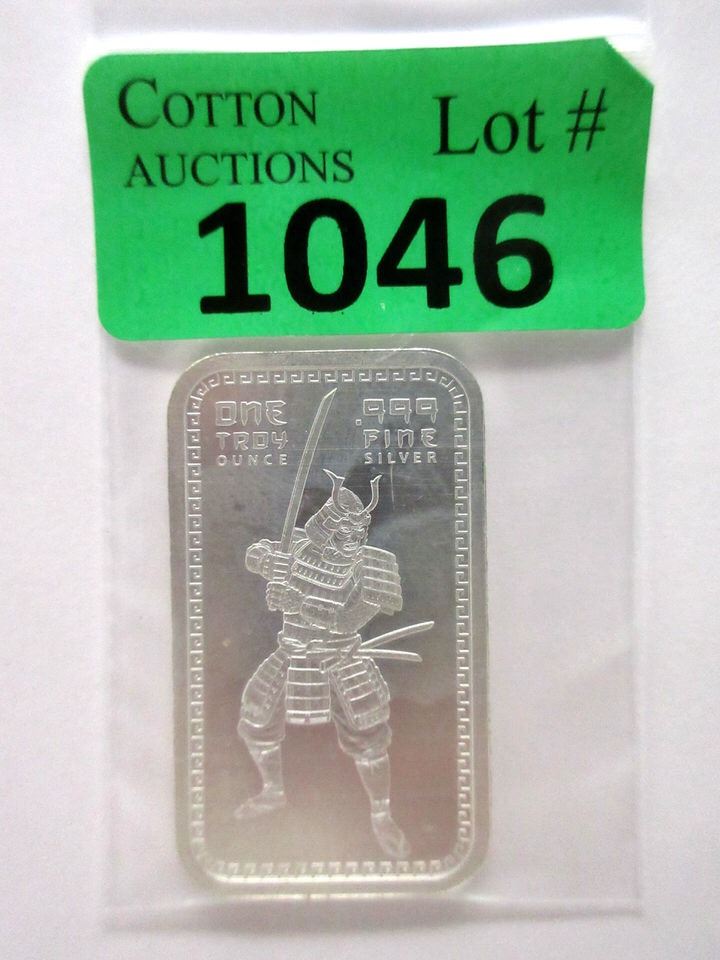 COTTON
AUCTIONS
Lot #
1046
ONE
TROY
OUNCE
.999
FINE
SILVER